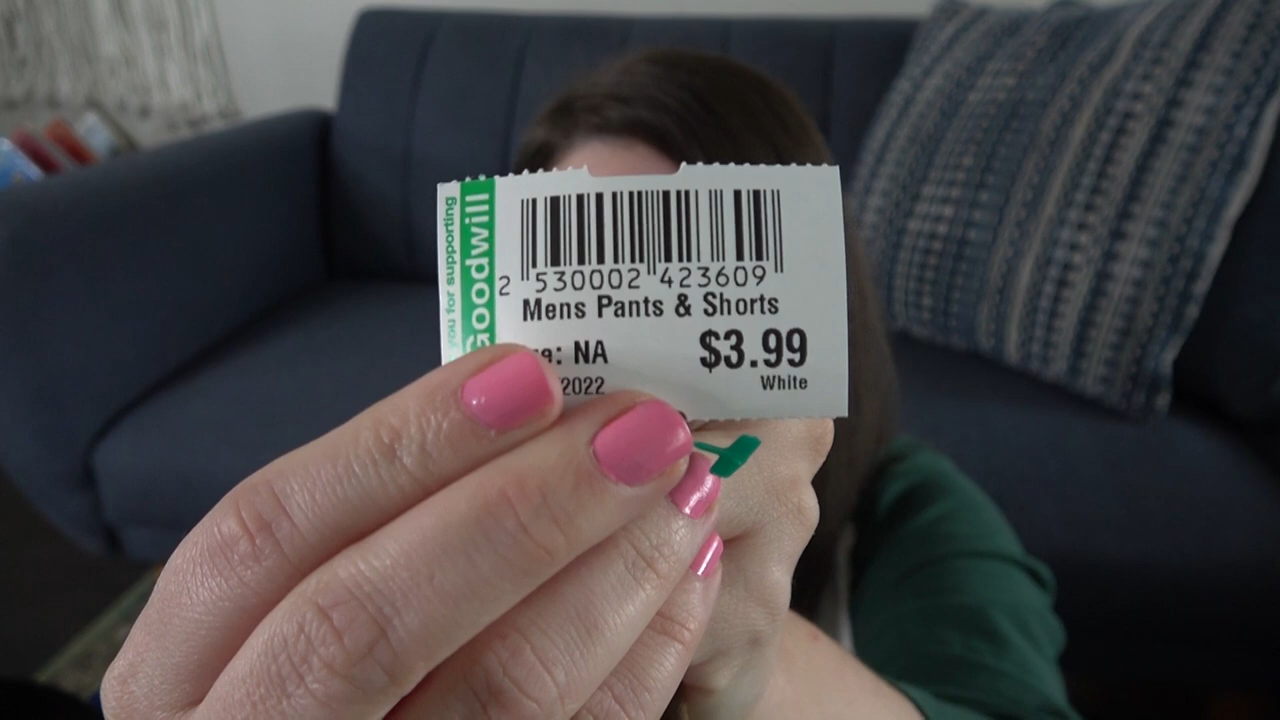 you for supporting
Goodwill
2 530002 423609
Mens Pants & Shorts
e: NA
$3.99
2022
White